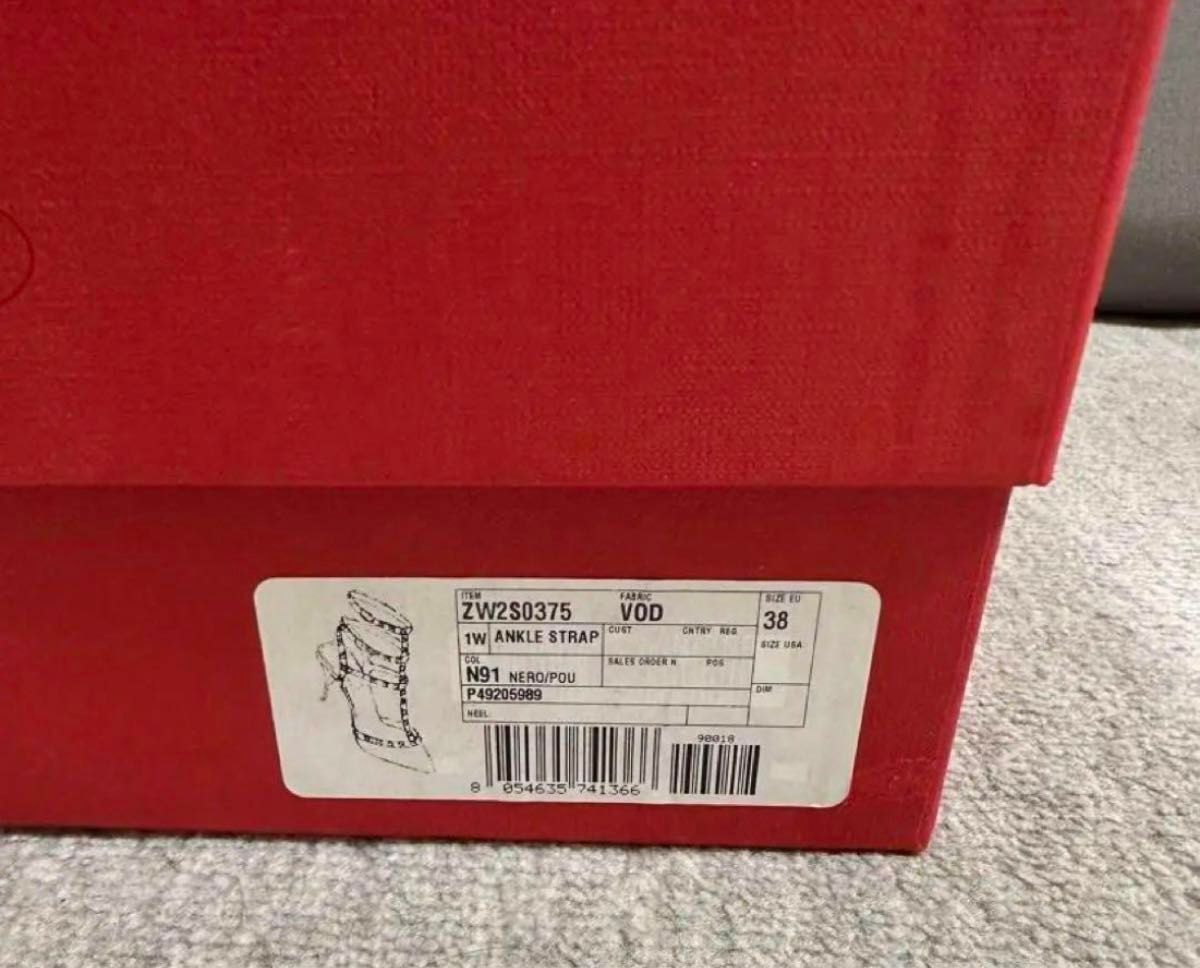 ITEM FABRIC SIZE EU
ZW2S0375 VOD 38
1W ANKLE STRAP CUST CNTRY REG SIZE USA
COL SALES ORDER N POS
N91 NERO/POU
P49205989 DIM
HEEL
90018
8 054635 741366